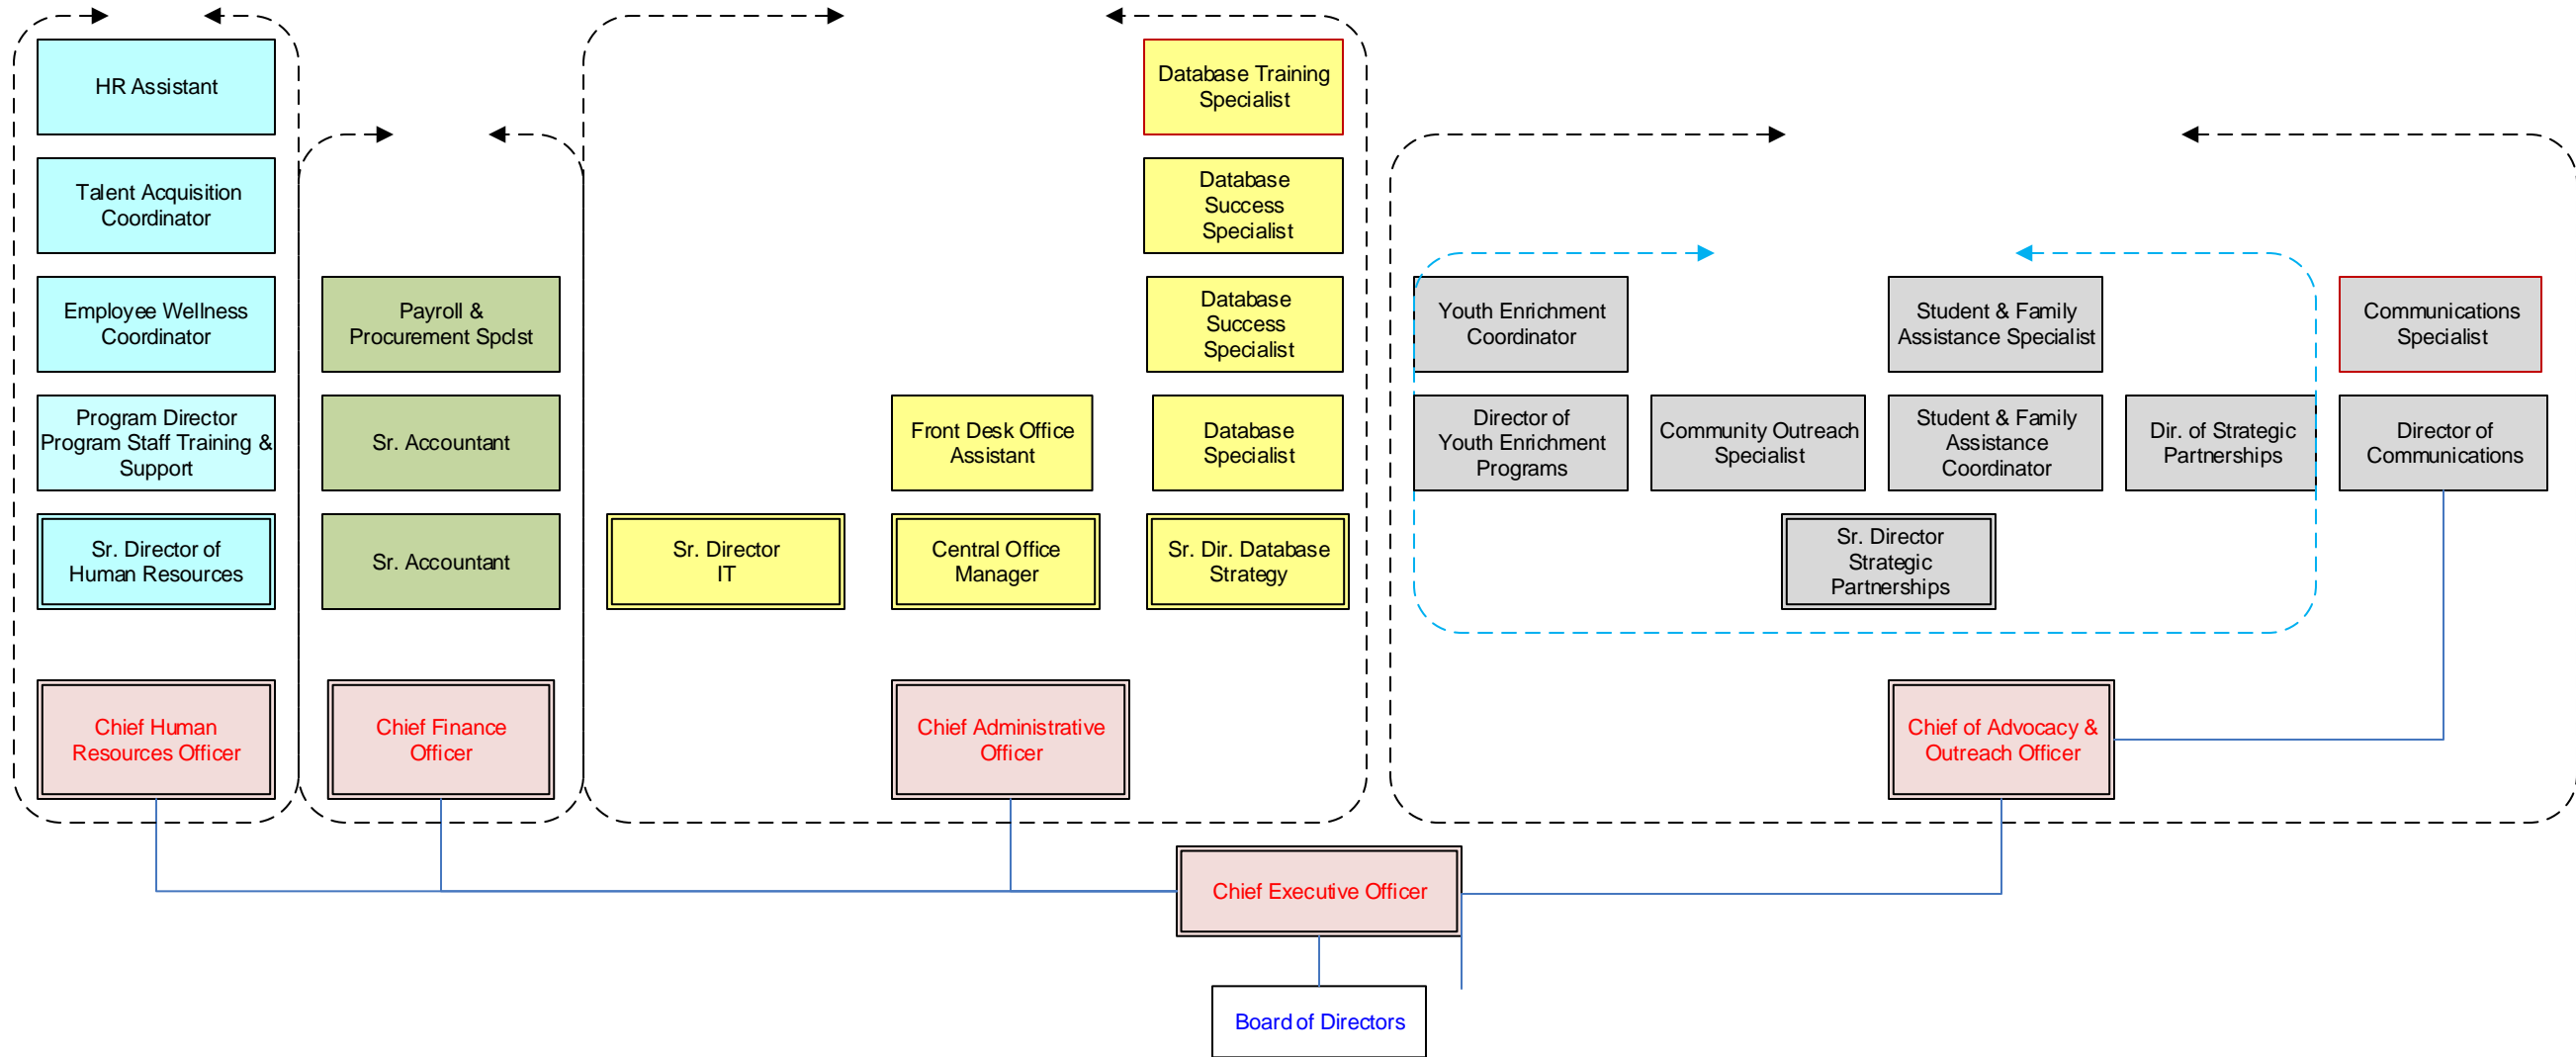 HR Assistant
Database Training
Specialist
Talent Acquisition
Coordinator
Database
Success
Specialist
Employee Wellness
Coordinator
Payroll &
Procurement Spclst
Database
Success
Specialist
Youth Enrichment
Coordinator
Student & Family
Assistance Specialist
Communications
Specialist
Program Director
Program Staff Training &
Support
Sr. Accountant
Front Desk Office
Assistant
Database
Specialist
Director of
Youth Enrichment
Programs
Community Outreach
Specialist
Student & Family
Assistance
Coordinator
Dir. of Strategic
Partnerships
Director of
Communications
Sr. Director of
Human Resources
Sr. Accountant
Sr. Director
IT
Central Office
Manager
Sr. Dir. Database
Strategy
Sr. Director
Strategic
Partnerships
Chief Human
Resources Officer
Chief Finance
Officer
Chief Administrative
Officer
Chief of Advocacy &
Outreach Officer
Chief Executive Officer
Board of Directors